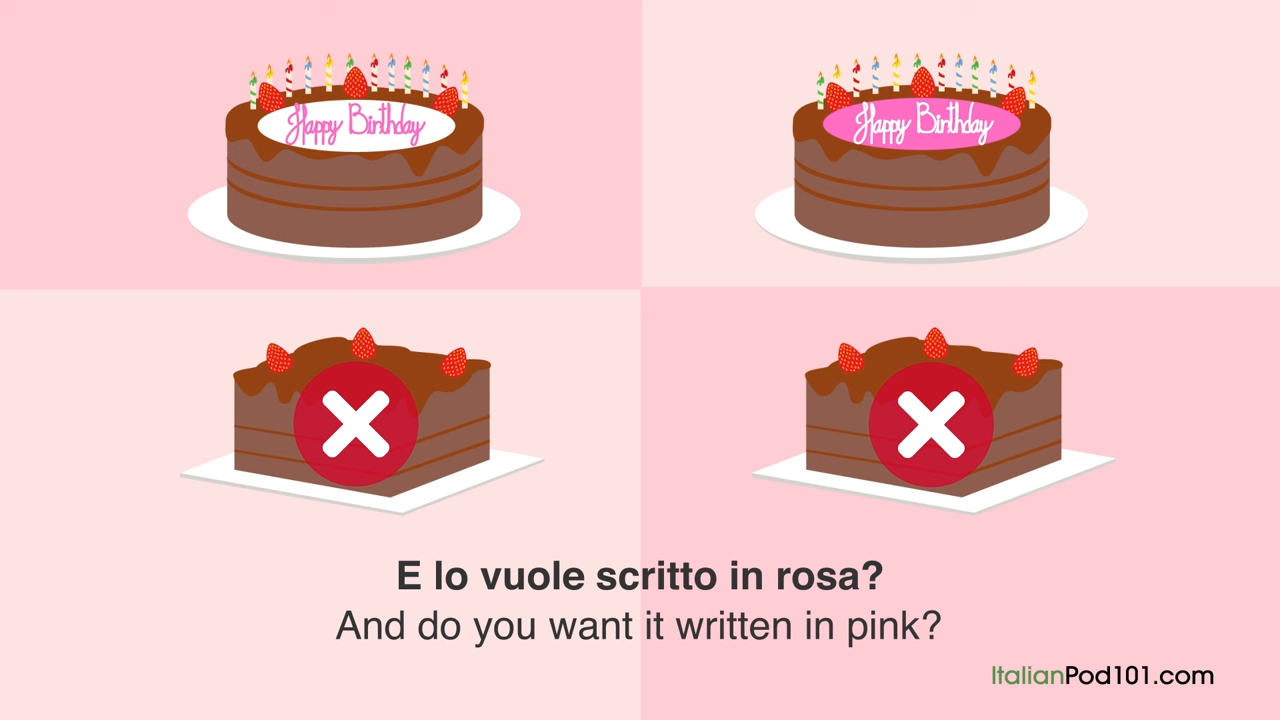 Happy Birthday
Happy Birthday
E lo vuole scritto in rosa?
And do you want it written in pink?
ItalianPod101.com